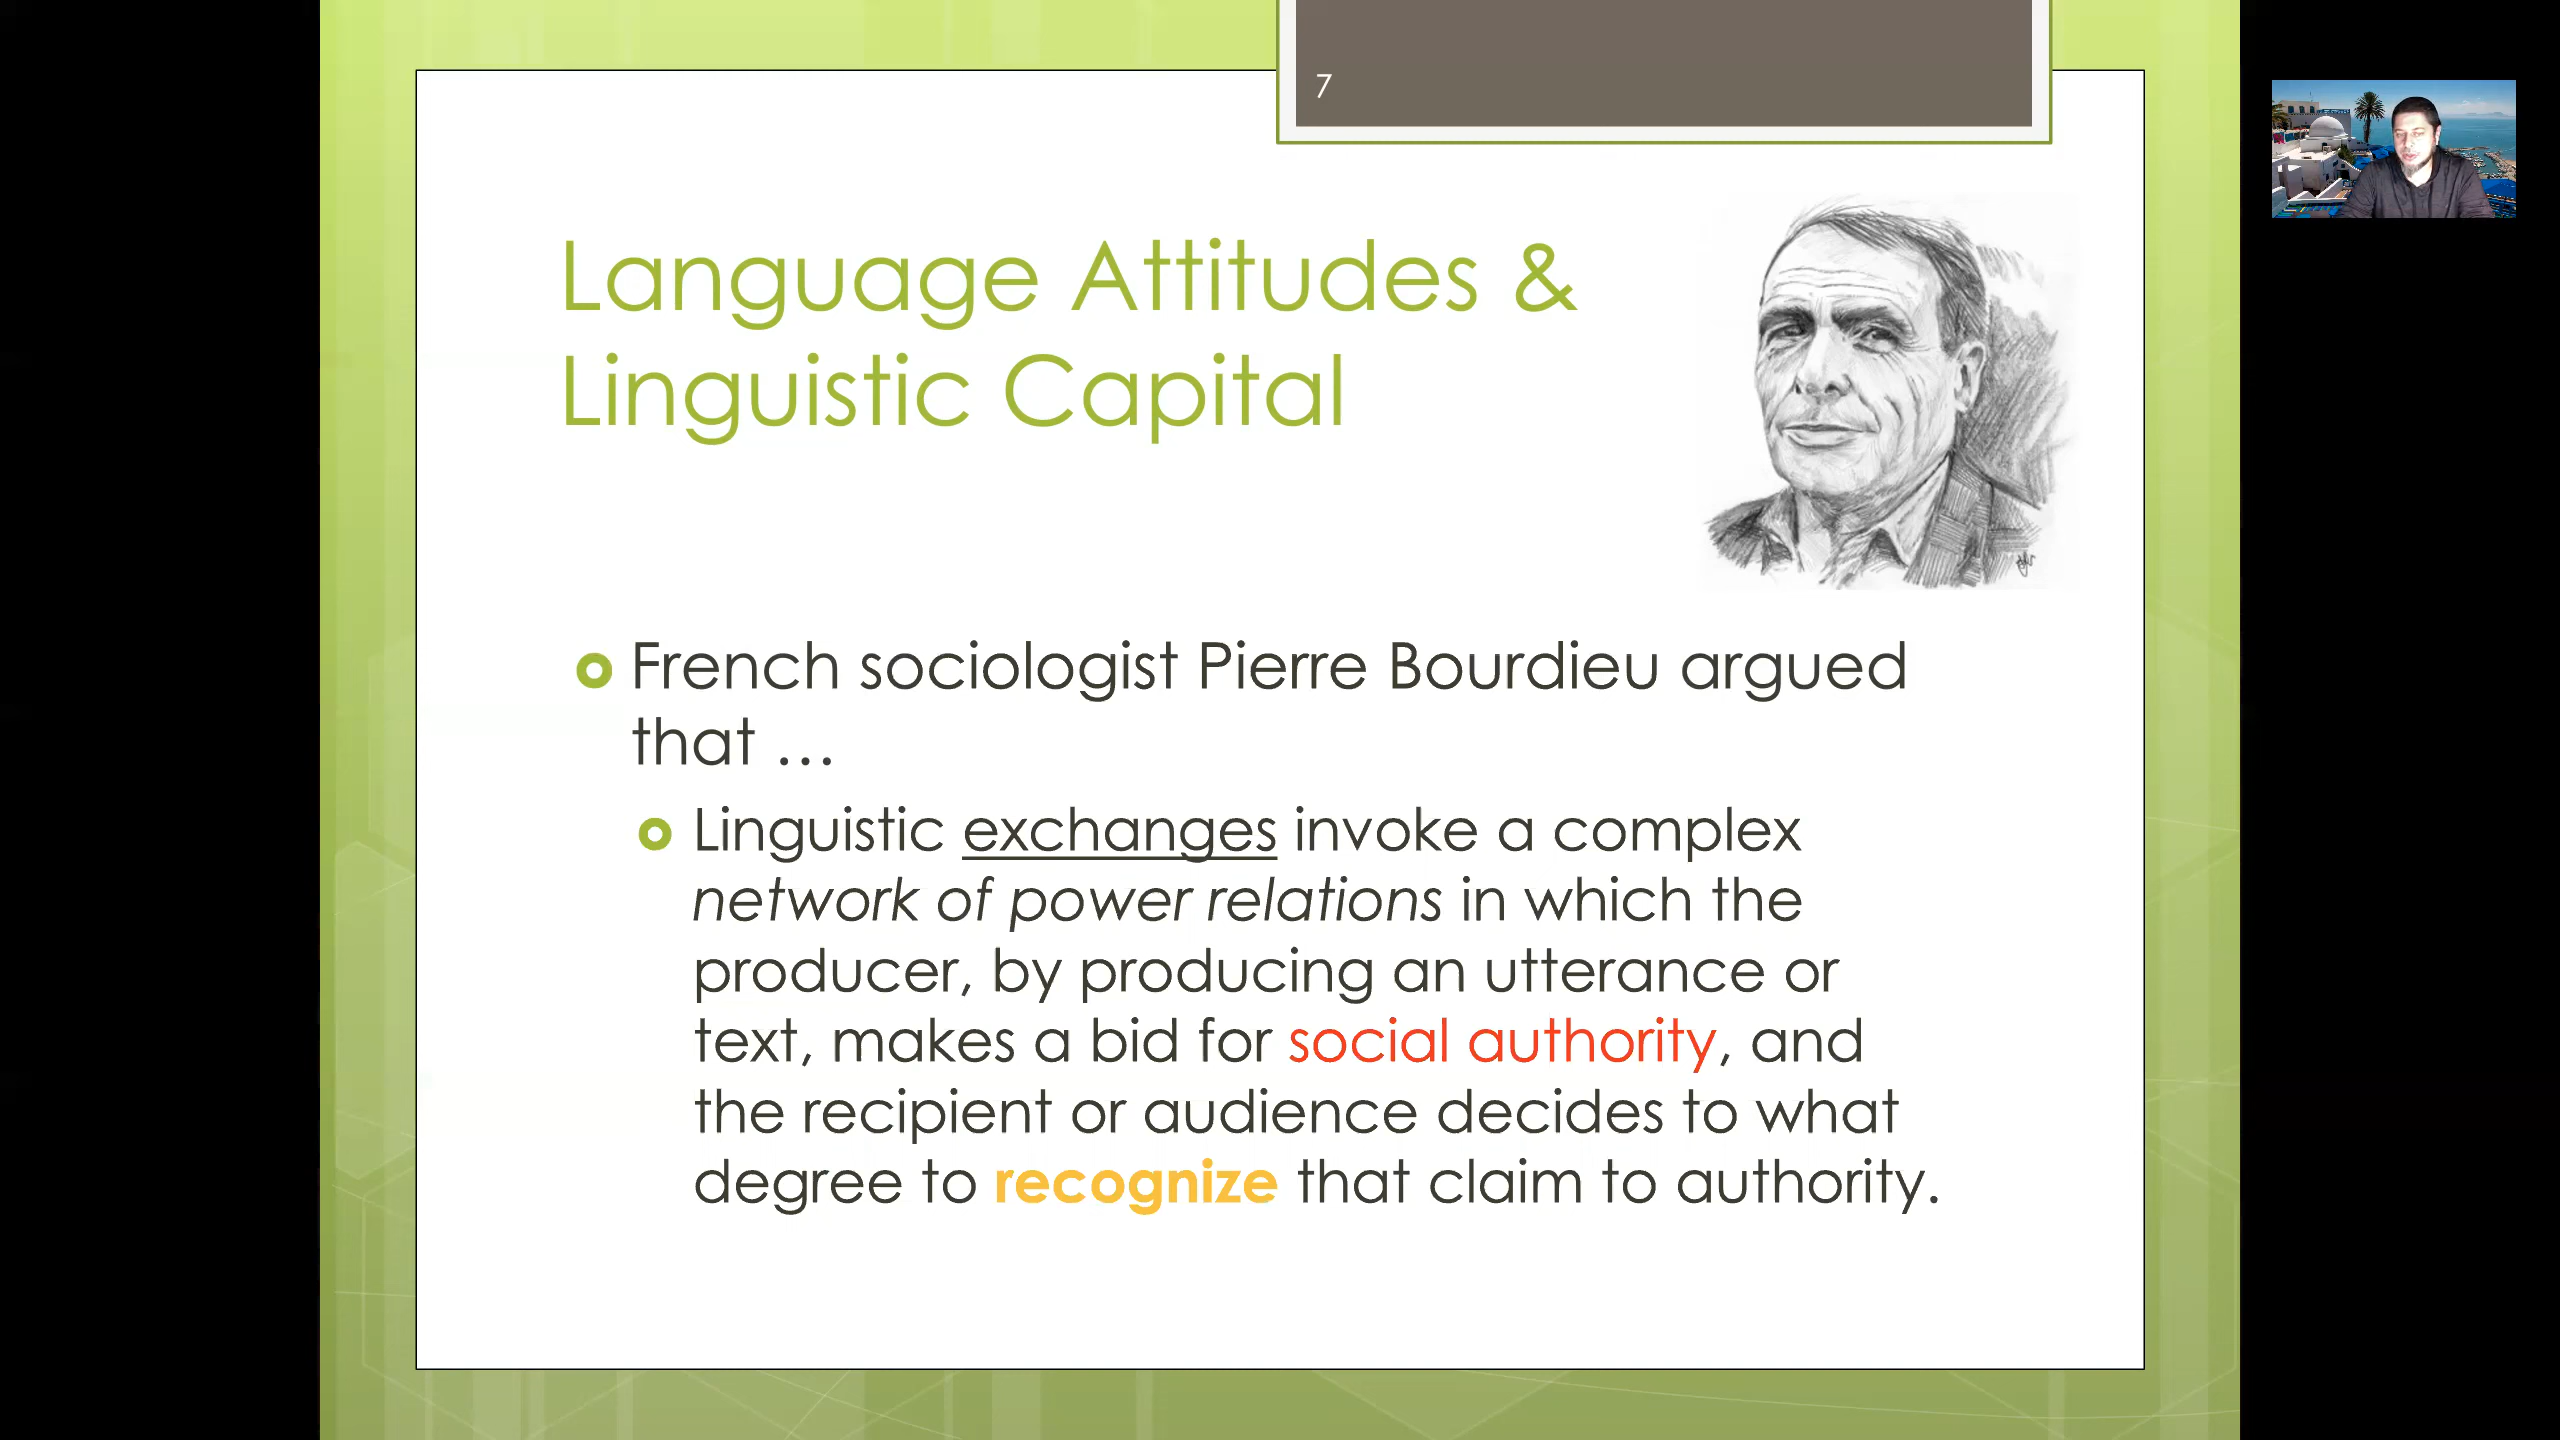 7
Language Attitudes &
Linguistic Capital
French sociologist Pierre Bourdieu argued
that …
Linguistic exchanges invoke a complex
network of power relations in which the
producer, by producing an utterance or
text, makes a bid for social authority, and
the recipient or audience decides to what
degree to recognize that claim to authority.